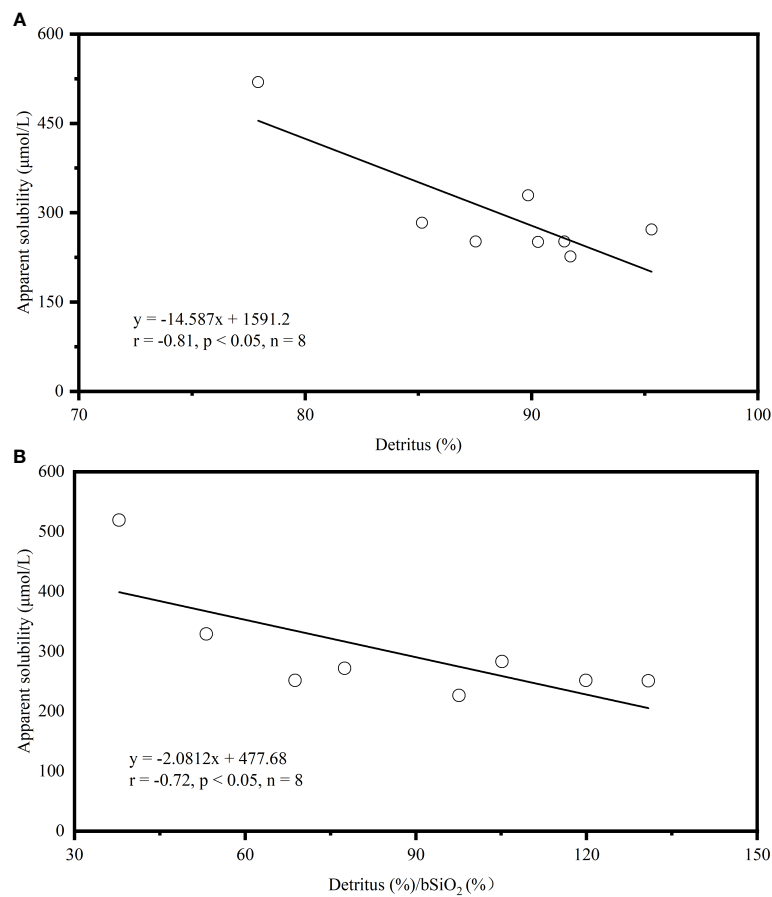 A
600
450
300
150
0
Apparent solubility (μmol/L)
y = -14.587x + 1591.2
r = -0.81, p < 0.05, n = 8
70
80
90
100
Detritus (%)
B
600
500
400
300
200
100
0
Apparent solubility (μmol/L)
y = -2.0812x + 477.68
r = -0.72, p < 0.05, n = 8
30
60
90
120
150
Detritus (%)/bSiO₂ (%）